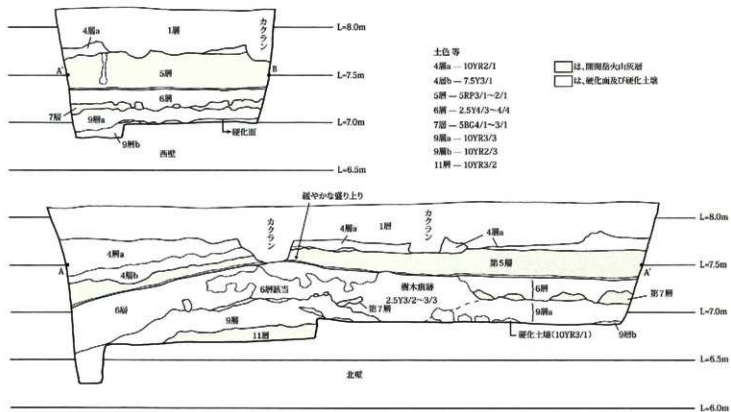 カクラン
4層a
1層
L=8.0m
A'
5層
B
L=7.5m
6層
7層
9層a
L=7.0m
硬化面
9層b
西壁
L=6.5m
土色 等
4層a ― 10YR2/1
4層b ― 7.5Y3/1
5層 ― 5RP3/1~2/1
6層 ― 2.5Y4/3~4/4
7層 ― 5BG4/1~3/1
9層a ― 10YR3/3
9層b ― 10YR2/3
11層 ― 10YR3/2
は、開聞岳火山灰層
は、硬化面及び硬化土壌
緩やかな盛り上り
カクラン
4層a
1層
カクラン
4層a
L=8.0m
4層a
第5層
A
4層b
A'
L=7.5m
6層該当
樹木痕跡
2.5Y3/2~3/3
6層
第7層
6層
第7層
L=7.0m
9層
9層a
11層
硬化土壌(10YR3/1)
9層b
L=6.5m
北壁
L=6.0m